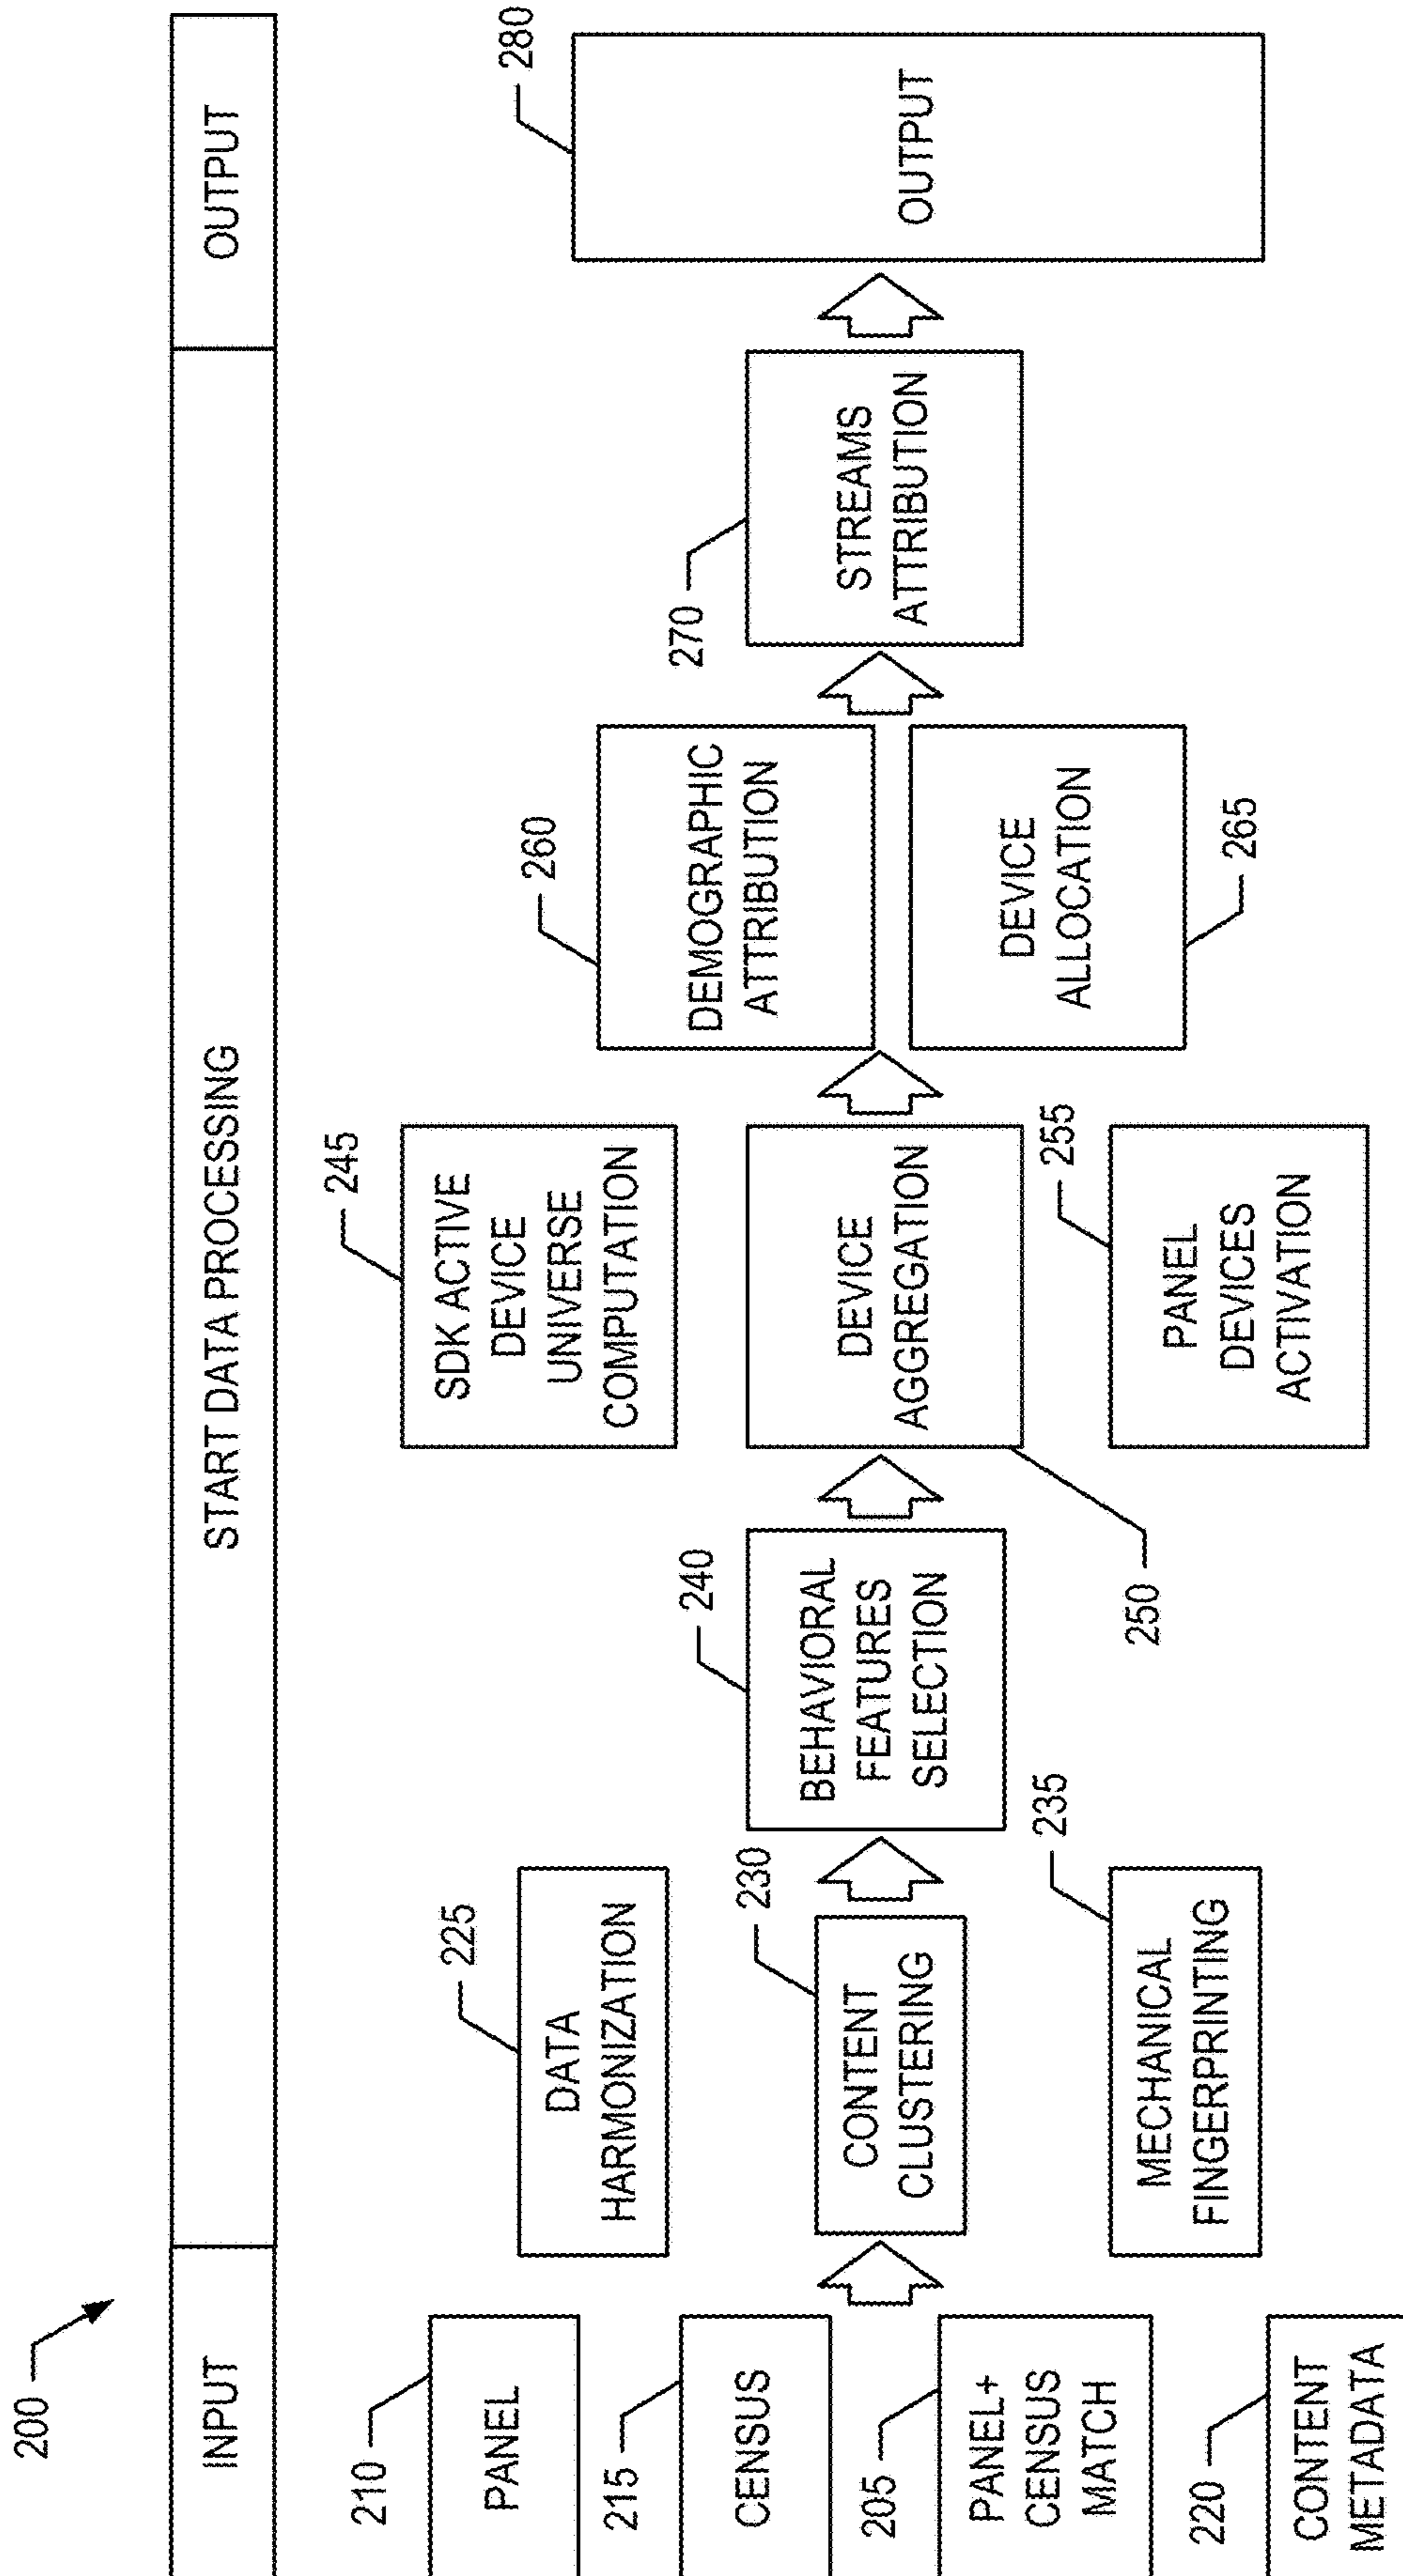 200
INPUT
START DATA PROCESSING
OUTPUT
210
PANEL
215
CENSUS
205
PANEL+
CENSUS
MATCH
220
CONTENT
METADATA
225
DATA
HARMONIZATION
230
CONTENT
CLUSTERING
235
MECHANICAL
FINGERPRINTING
240
BEHAVIORAL
FEATURES
SELECTION
245
SDK ACTIVE
DEVICE
UNIVERSE
COMPUTATION
DEVICE
AGGREGATION
250
255
PANEL
DEVICES
ACTIVATION
260
DEMOGRAPHIC
ATTRIBUTION
DEVICE
ALLOCATION
265
270
STREAMS
ATTRIBUTION
280
OUTPUT